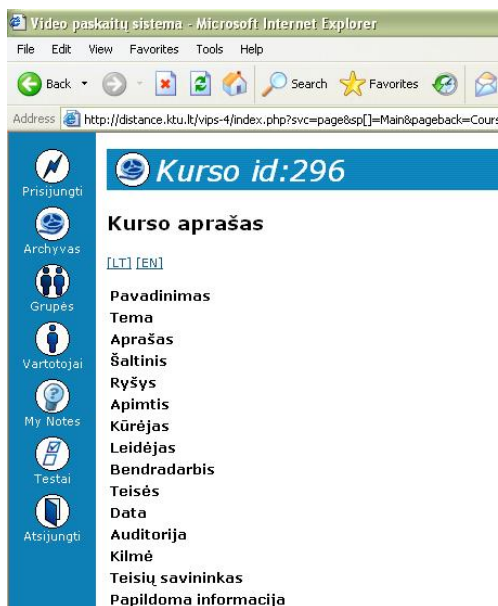 Video paskaitų sistema - Microsoft Internet Explorer
File Edit View Favorites Tools Help
Back Search Favorites
Address http://distance.ktu.lt/vips-4/index.php?svc=page&sp[]=Main&pageback=Cours
Kurso id:296
Prisijungti
Archyvas
Grupės
Vartotojai
My Notes
Testai
Atsijungti
Kurso aprašas
[LT] [EN]
Pavadinimas
Tema
Aprašas
Šaltinis
Ryšys
Apimtis
Kūrėjas
Leidėjas
Bendradarbis
Teisės
Data
Auditorija
Kilmė
Teisių savininkas
Papildoma informacija